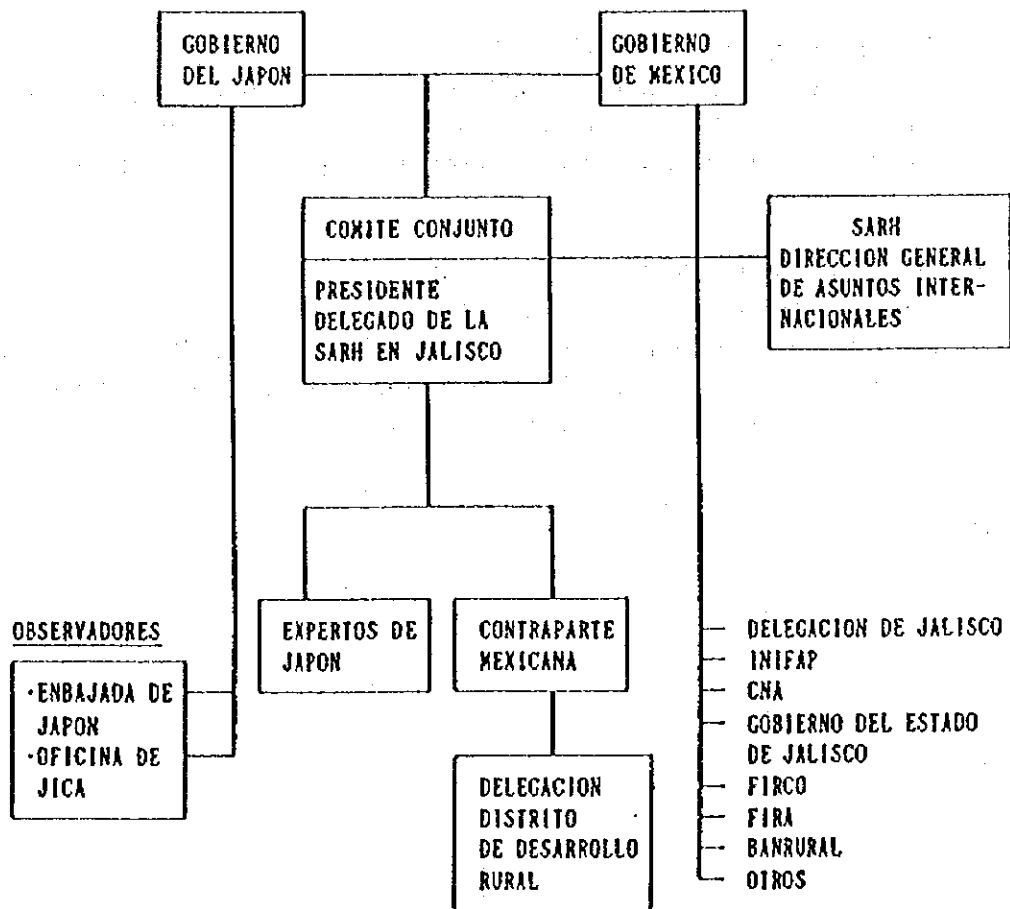 GOBIERNO
DEL JAPON
GOBIERNO
DE MEXICO
COMITE CONJUNTO
PRESIDENTE
DELEGADO DE LA
SARH EN JALISCO
SARH
DIRECCION GENERAL
DE ASUNTOS INTER-
NACIONALES
EXPERTOS DE
JAPON
CONTRAPARTE
MEXICANA
OBSERVADORES
·ENBAJADA DE
JAPON
·OFICINA DE
JICA
DELEGACION
DISTRITO
DE DESARROLLO
RURAL
DELEGACION DE JALISCO
INIFAP
CNA
GOBIERNO DEL ESTADO
DE JALISCO
FIRCO
FIRA
BANRURAL
OTROS